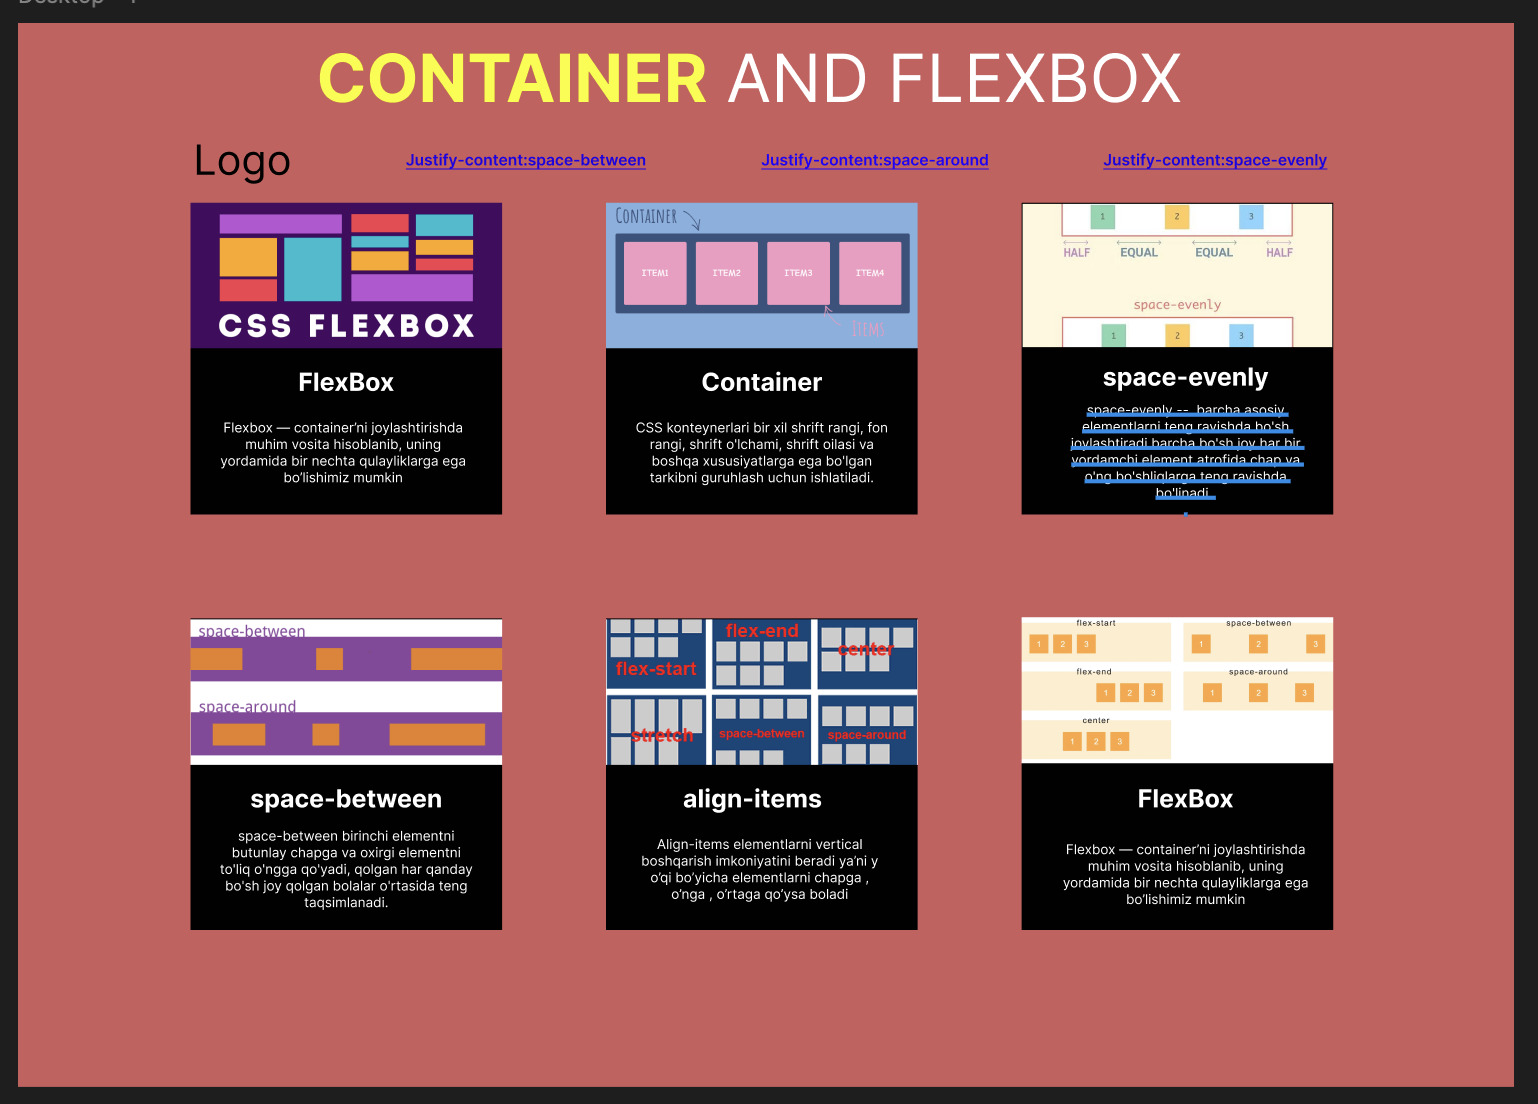 CONTAINER AND FLEXBOX
Logo
Justify-content:space-between
Justify-content:space-around
Justify-content:space-evenly
CSS FLEXBOX
FlexBox
Flexbox — container’ni joylashtirishda
muhim vosita hisoblanib, uning
yordamida bir nechta qulayliklarga ega
bo’lishimiz mumkin
CONTAINER
ITEM1
ITEM2
ITEM3
ITEM4
ITEMS
Container
CSS konteynerlari bir xil shrift rangi, fon
rangi, shrift o'lchami, shrift oilasi va
boshqa xususiyatlarga ega bo'lgan
tarkibni guruhlash uchun ishlatiladi.
1 2 3
HALF EQUAL EQUAL HALF
space-evenly
1 2 3
space-evenly
space-evenly -- barcha asosiy
elementlarni teng ravishda bo'sh
joylashtiradi barcha bo'sh joy har bir
yordamchi element atrofida chap va
o'ng bo'shliqlarga teng ravishda
bo'linadi.
space-between
space-around
space-between
space-between birinchi elementni
butunlay chapga va oxirgi elementni
to'liq o'ngga qo'yadi, qolgan har qanday
bo'sh joy qolgan bolalar o'rtasida teng
taqsimlanadi.
flex-start
flex-end
center
stretch
space-between
space-around
align-items
Align-items elementlarni vertical
boshqarish imkoniyatini beradi ya’ni y
o’qi bo’yicha elementlarni chapga ,
o’nga , o’rtaga qo’ysa boladi
flex-start
1 2 3
space-between
1 2 3
flex-end
1 2 3
space-around
1 2 3
center
1 2 3
FlexBox
Flexbox — container’ni joylashtirishda
muhim vosita hisoblanib, uning
yordamida bir nechta qulayliklarga ega
bo’lishimiz mumkin